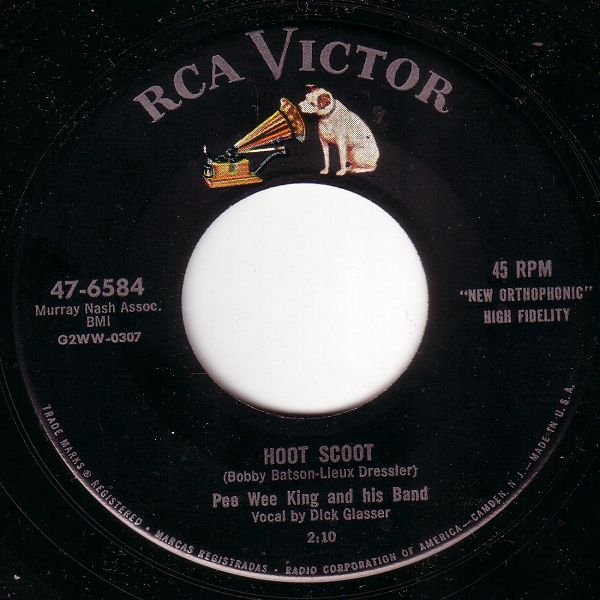 RCA VICTOR
47-6584
Murray Nash Assoc.
BMI
G2WW-0307
45 RPM
"NEW ORTHOPHONIC"
HIGH FIDELITY
HOOT SCOOT
(Bobby Batson-Lieux Dressler)
Pee Wee King and his Band
Vocal by Dick Glasser
2:10
TRADE MARKS ® REGISTERED - MARCAS REGISTRADAS - RADIO CORPORATION OF AMERICA-CAMDEN, N. J.-MADE IN U. S. A.